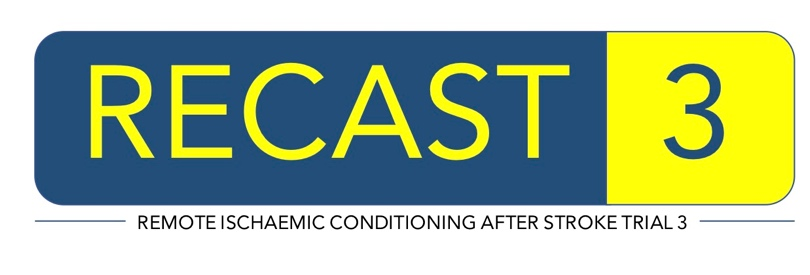 RECAST 3
REMOTE ISCHAEMIC CONDITIONING AFTER STROKE TRIAL 3